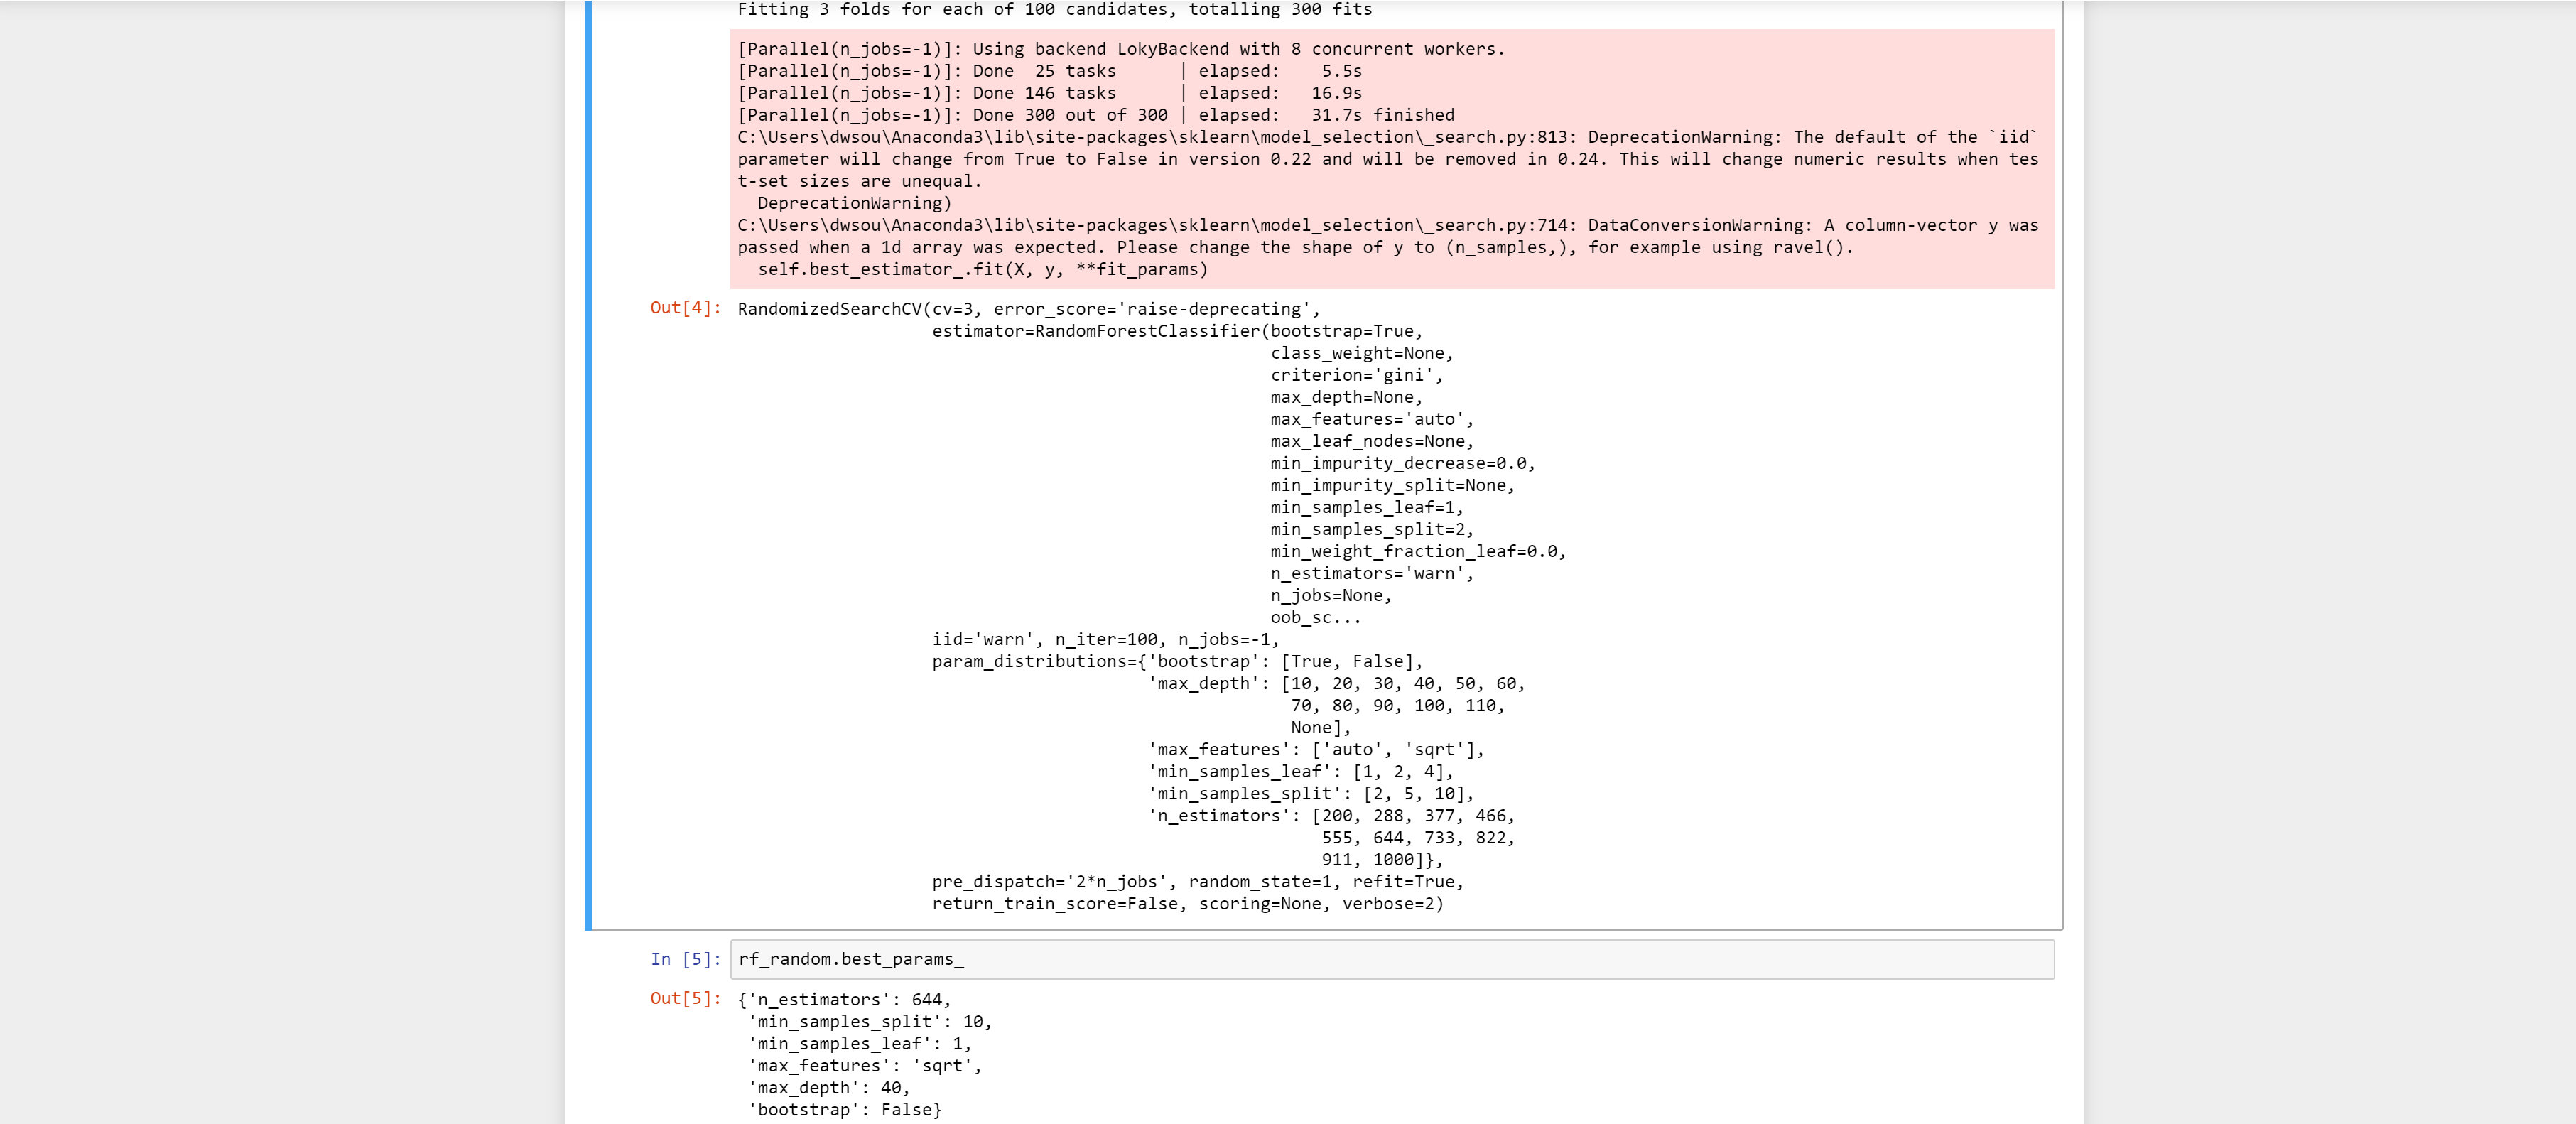 Fitting 3 folds for each of 100 candidates, totalling 300 fits
[Parallel(n_jobs=-1)]: Using backend LokyBackend with 8 concurrent workers.
[Parallel(n_jobs=-1)]: Done  25 tasks      | elapsed:    5.5s
[Parallel(n_jobs=-1)]: Done 146 tasks      | elapsed:   16.9s
[Parallel(n_jobs=-1)]: Done 300 out of 300 | elapsed:   31.7s finished
C:\Users\dwsou\Anaconda3\lib\site-packages\sklearn\model_selection\_search.py:813: DeprecationWarning: The default of the `iid`
parameter will change from True to False in version 0.22 and will be removed in 0.24. This will change numeric results when tes
t-set sizes are unequal.
  DeprecationWarning)
C:\Users\dwsou\Anaconda3\lib\site-packages\sklearn\model_selection\_search.py:714: DataConversionWarning: A column-vector y was
passed when a 1d array was expected. Please change the shape of y to (n_samples,), for example using ravel().
  self.best_estimator_.fit(X, y, **fit_params)
Out[4]: RandomizedSearchCV(cv=3, error_score='raise-deprecating',
                   estimator=RandomForestClassifier(bootstrap=True,
                                                    class_weight=None,
                                                    criterion='gini',
                                                    max_depth=None,
                                                    max_features='auto',
                                                    max_leaf_nodes=None,
                                                    min_impurity_decrease=0.0,
                                                    min_impurity_split=None,
                                                    min_samples_leaf=1,
                                                    min_samples_split=2,
                                                    min_weight_fraction_leaf=0.0,
                                                    n_estimators='warn',
                                                    n_jobs=None,
                                                    oob_sc...
                   iid='warn', n_iter=100, n_jobs=-1,
                   param_distributions={'bootstrap': [True, False],
                                        'max_depth': [10, 20, 30, 40, 50, 60,
                                                      70, 80, 90, 100, 110,
                                                      None],
                                        'max_features': ['auto', 'sqrt'],
                                        'min_samples_leaf': [1, 2, 4],
                                        'min_samples_split': [2, 5, 10],
                                        'n_estimators': [200, 288, 377, 466,
                                                         555, 644, 733, 822,
                                                         911, 1000]},
                   pre_dispatch='2*n_jobs', random_state=1, refit=True,
                   return_train_score=False, scoring=None, verbose=2)
In [5]: rf_random.best_params_
Out[5]: {'n_estimators': 644,
 'min_samples_split': 10,
 'min_samples_leaf': 1,
 'max_features': 'sqrt',
 'max_depth': 40,
 'bootstrap': False}